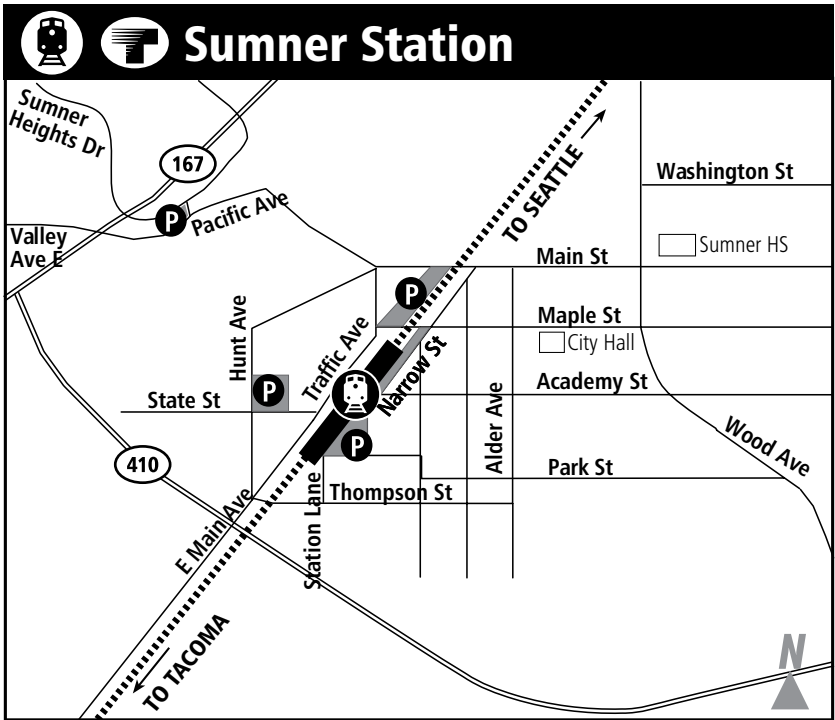 Sumner Station
Sumner
Heights Dr
167
Washington St
TO SEATTLE
P
Pacific Ave
Valley
Ave E
Sumner HS
Main St
P
Hunt Ave
Traffic Ave
Maple St
City Hall
Narrow St
P
Academy St
State St
Alder Ave
Wood Ave
P
410
Park St
Thompson St
Station Lane
E Main Ave
TO TACOMA
N